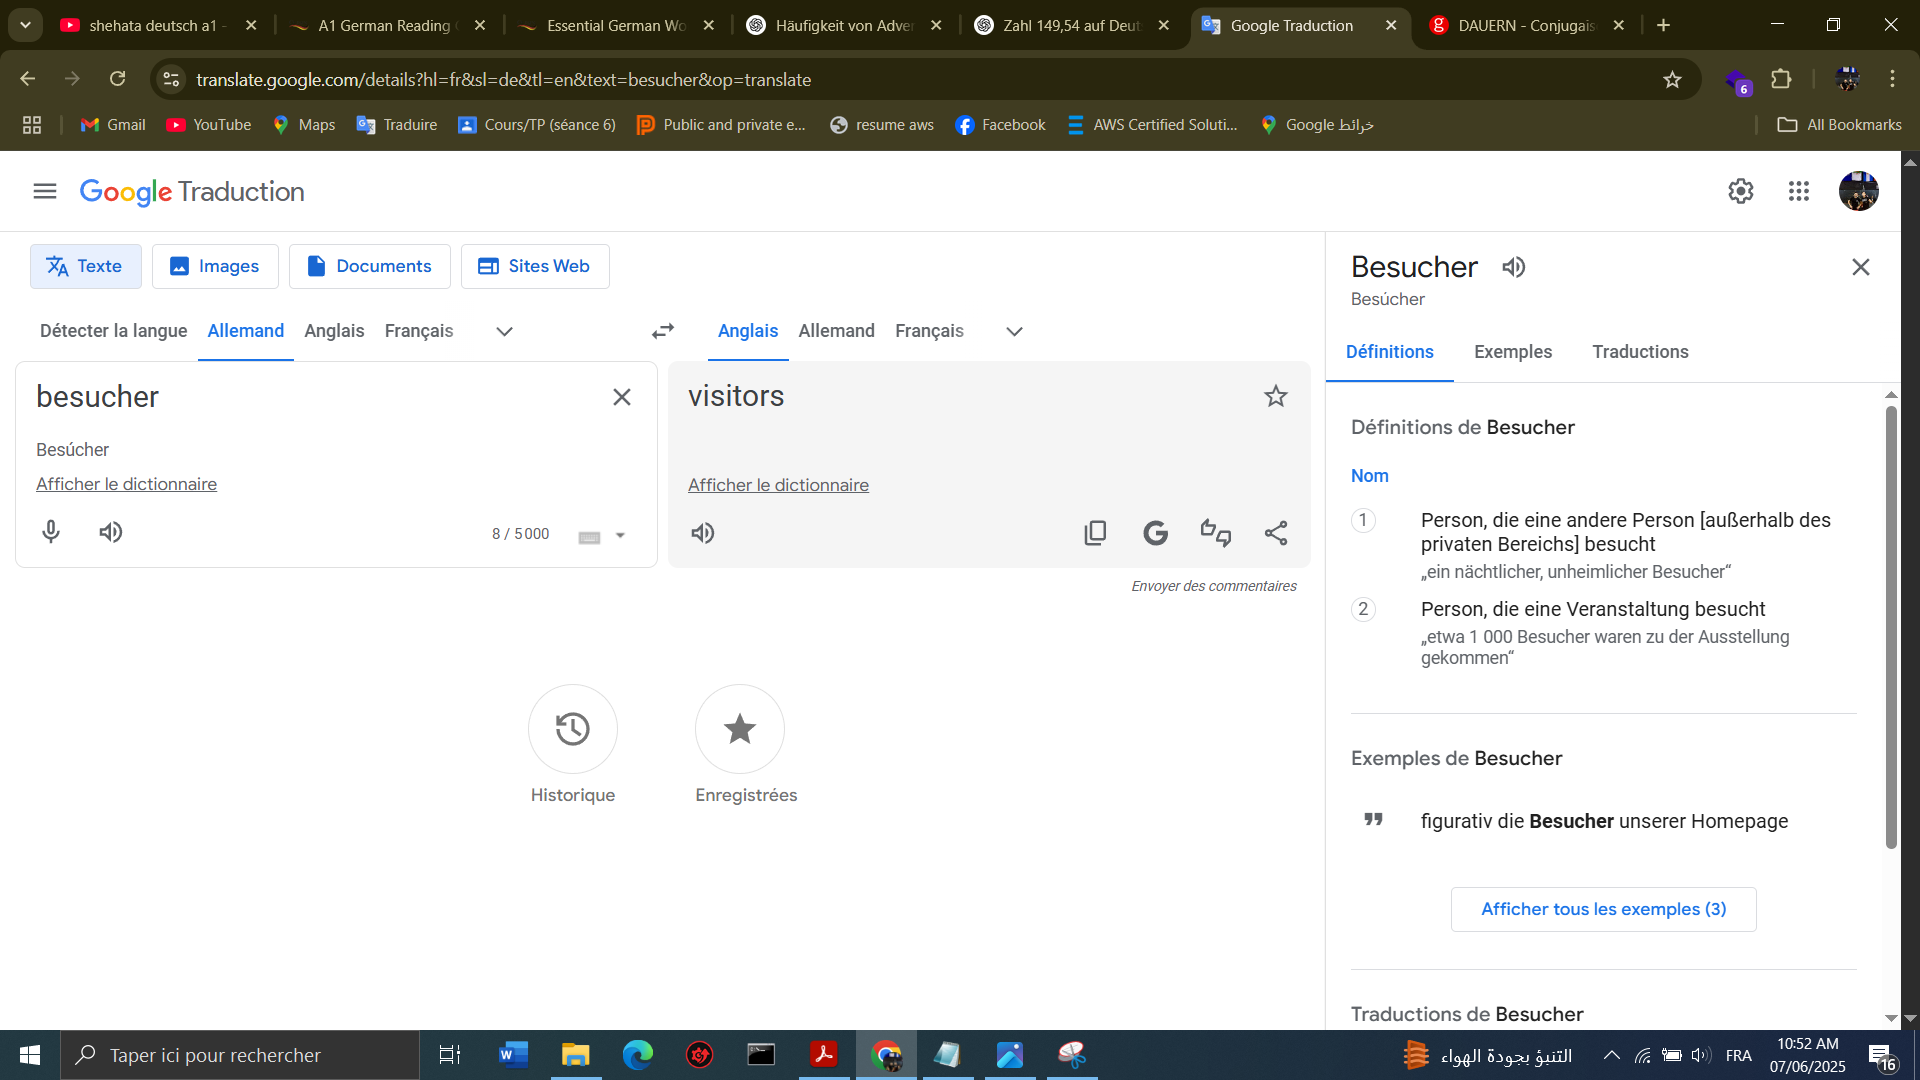 shehata deutsch a1 -
A1 German Reading
Essential German Wo
Häufigkeit von Adver
Zahl 149,54 auf Deut
Google Traduction
DAUERN - Conjugais
translate.google.com/details?hl=fr&sl=de&tl=en&text=besucher&op=translate
6
Gmail
YouTube
Maps
Traduire
Cours/TP (séance 6)
Public and private e...
resume aws
Facebook
AWS Certified Soluti...
خرائط Google
All Bookmarks
Google Traduction
Texte
Images
Documents
Sites Web
Détecter la langue
Allemand
Anglais
Français
Anglais
Allemand
Français
besucher
Besúcher
Afficher le dictionnaire
8 / 5 000
visitors
Afficher le dictionnaire
Envoyer des commentaires
Historique
Enregistrées
Besucher
Besúcher
Définitions
Exemples
Traductions
Définitions de Besucher
Nom
1
Person, die eine andere Person [außerhalb des
privaten Bereichs] besucht
„ein nächtlicher, unheimlicher Besucher“
2
Person, die eine Veranstaltung besucht
„etwa 1 000 Besucher waren zu der Ausstellung
gekommen“
Exemples de Besucher
figurativ die Besucher unserer Homepage
Afficher tous les exemples (3)
Traductions de Besucher
Taper ici pour rechercher
التنبؤ بجودة الهواء
FRA
10:52 AM
07/06/2025
16